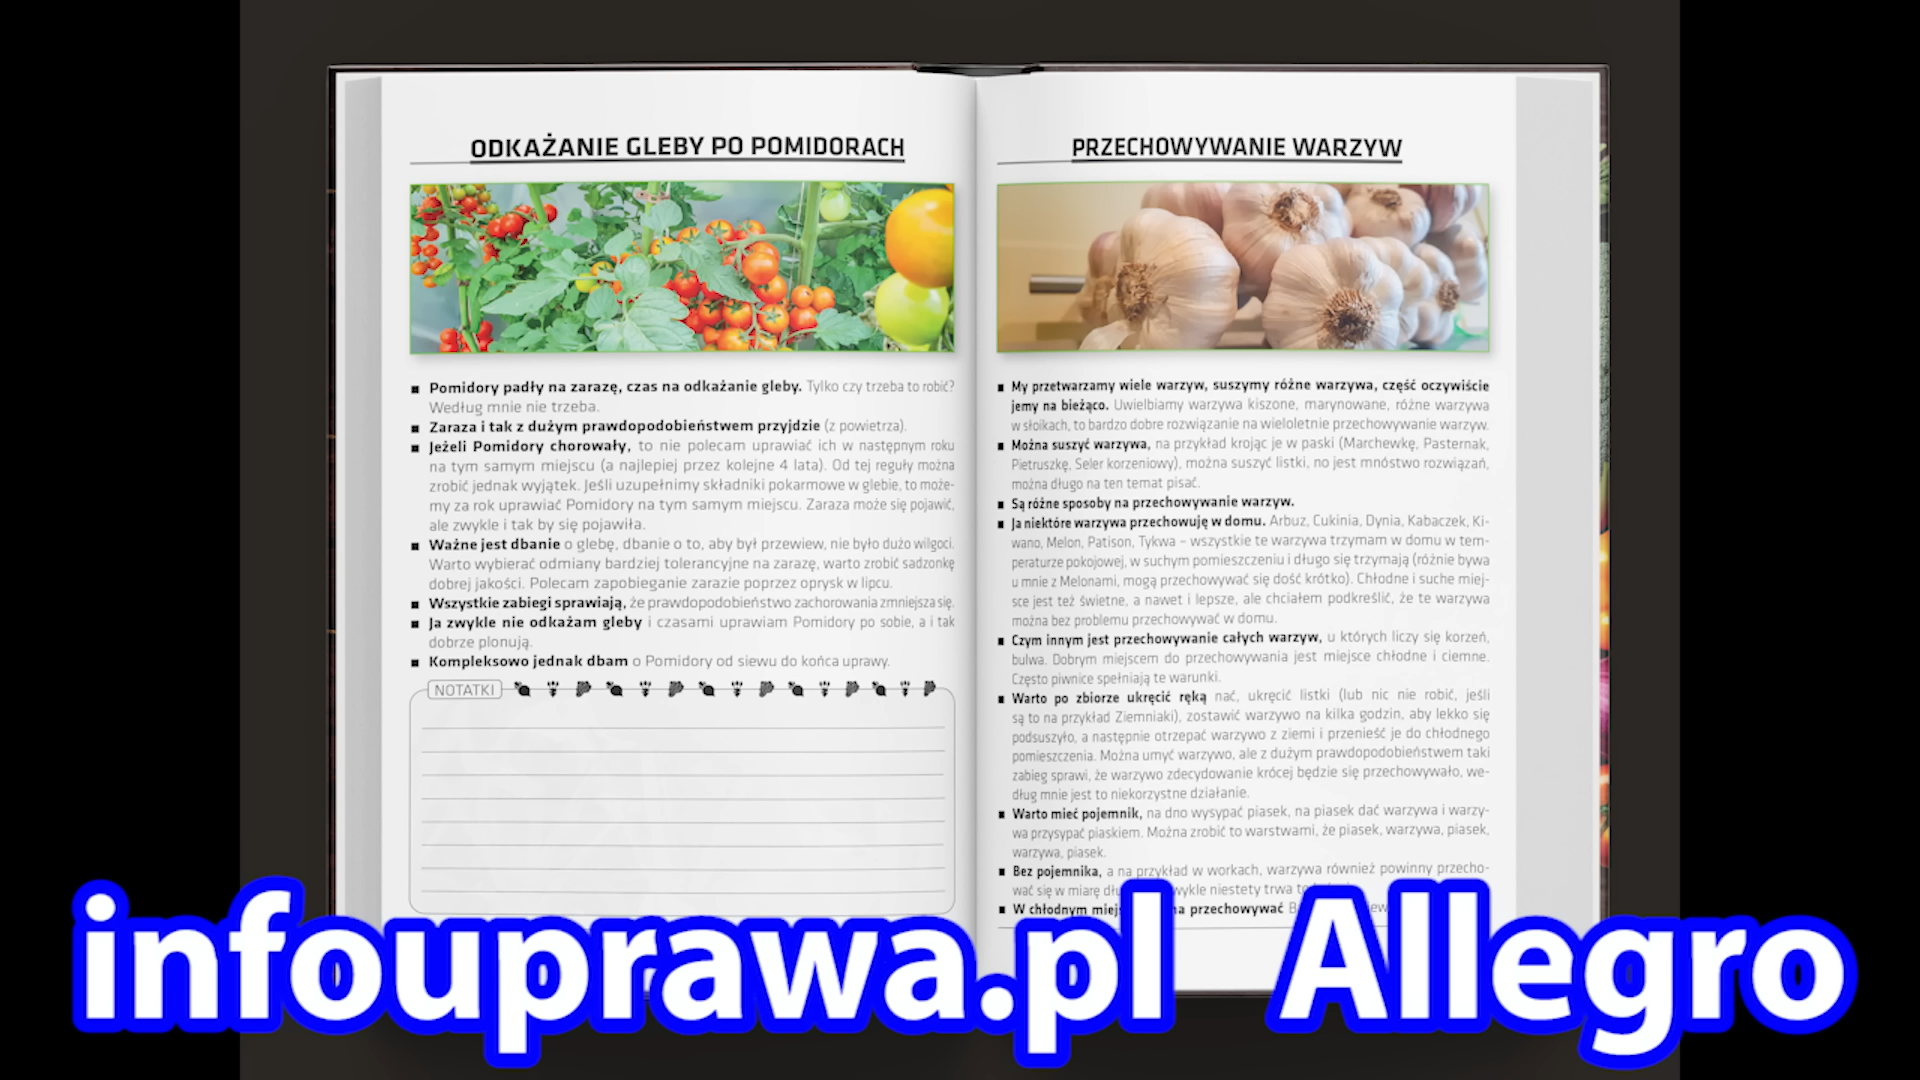 ODKAŻANIE GLEBY PO POMIDORACH
Pomidory padły na zarazę, czas na odkażanie gleby. Tylko czy trzeba to robić?
Według mnie nie trzeba.
Zaraza i tak z dużym prawdopodobieństwem przyjdzie (z powietrza).
Jeżeli Pomidory chorowały, to nie polecam uprawiać ich w następnym roku
na tym samym miejscu (a najlepiej przez kolejne 4 lata). Od tej reguły można
zrobić jednak wyjątek. Jeśli uzupełnimy składniki pokarmowe w glebie, to może-
my za rok uprawiać Pomidory na tym samym miejscu. Zaraza może się pojawić,
ale zwykle i tak by się pojawiła.
Ważne jest dbanie o glebę, dbanie o to, aby był przewiew, nie było dużo wilgoci.
Warto wybierać odmiany bardziej tolerancyjne na zarazę, warto zrobić sadzonkę
dobrej jakości. Polecam zapobieganie zarazie poprzez oprysk w lipcu.
Wszystkie zabiegi sprawiają, że prawdopodobieństwo zachorowania zmniejsza się.
Ja zwykle nie odkażam gleby i czasami uprawiam Pomidory po sobie, a i tak
dobrze plonują.
Kompleksowo jednak dbam o Pomidory od siewu do końca uprawy.
NOTATKI
PRZECHOWYWANIE WARZYW
My przetwarzamy wiele warzyw, suszymy różne warzywa, część oczywiście
jemy na bieżąco. Uwielbiamy warzywa kiszone, marynowane, różne warzywa
w słoikach, to bardzo dobre rozwiązanie na wieloletnie przechowywanie warzyw.
Można suszyć warzywa, na przykład krojąc je w paski (Marchewkę, Pasternak,
Pietruszkę, Seler korzeniowy), można suszyć listki, no jest mnóstwo rozwiązań,
można długo na ten temat pisać.
Są różne sposoby na przechowywanie warzyw.
Ja niektóre warzywa przechowuję w domu. Arbuz, Cukinia, Dynia, Kabaczek, Ki-
wano, Melon, Patison, Tykwa – wszystkie te warzywa trzymam w domu w tem-
peraturze pokojowej, w suchym pomieszczeniu i długo się trzymają (różnie bywa
u mnie z Melonami, mogą przechowywać się dość krótko). Chłodne i suche miej-
sce jest też świetne, a nawet i lepsze, ale chciałem podkreślić, że te warzywa
można bez problemu przechowywać w domu.
Czym innym jest przechowywanie całych warzyw, u których liczy się korzeń,
bulwa. Dobrym miejscem do przechowywania jest miejsce chłodne i ciemne.
Często piwnice spełniają te warunki.
Warto po zbiorze ukręcić ręką nać, ukręcić listki (lub nic nie robić, jeśli
są to na przykład Ziemniaki), zostawić warzywo na kilka godzin, aby lekko się
podsuszyło, a następnie otrzepać warzywo z ziemi i przenieść je do chłodnego
pomieszczenia. Można umyć warzywo, ale z dużym prawdopodobieństwem taki
zabieg sprawi, że warzywo zdecydowanie krócej będzie się przechowywało, we-
dług mnie jest to niekorzystne działanie.
Warto mieć pojemnik, na dno wysypać piasek, na piasek dać warzywa i warzy-
wa przysypać piaskiem. Można zrobić to warstwami, że piasek, warzywa, piasek,
warzywa, piasek.
Bez pojemnika, a na przykład w workach, warzywa również powinny przecho-
wać się w miarę niestety trwa
W chłodnym przechowywać
infouprawa.pl Allegro